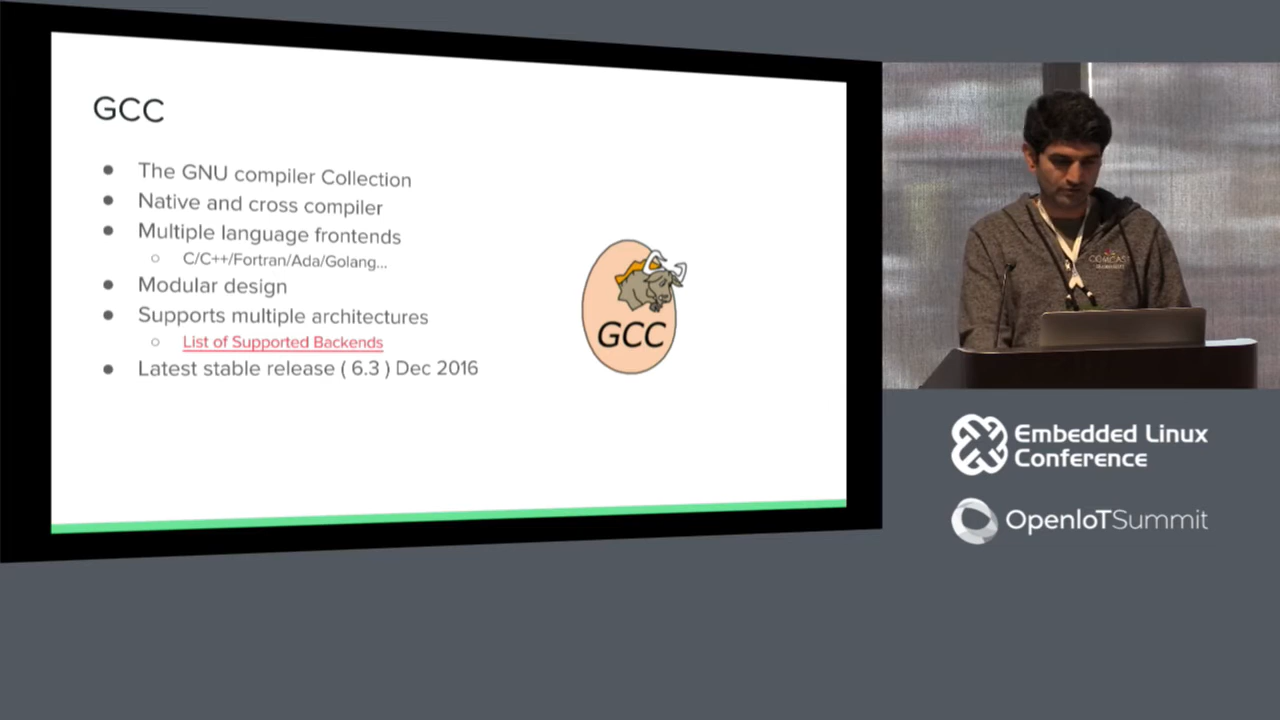 GCC
● The GNU compiler Collection
● Native and cross compiler
● Multiple language frontends
○ C/C++/Fortran/Ada/Golang...
● Modular design
● Supports multiple architectures
○ List of Supported Backends
● Latest stable release ( 6.3 ) Dec 2016
GCC
COMCAST
Embedded Linux
Conference
OpenIoTSummit